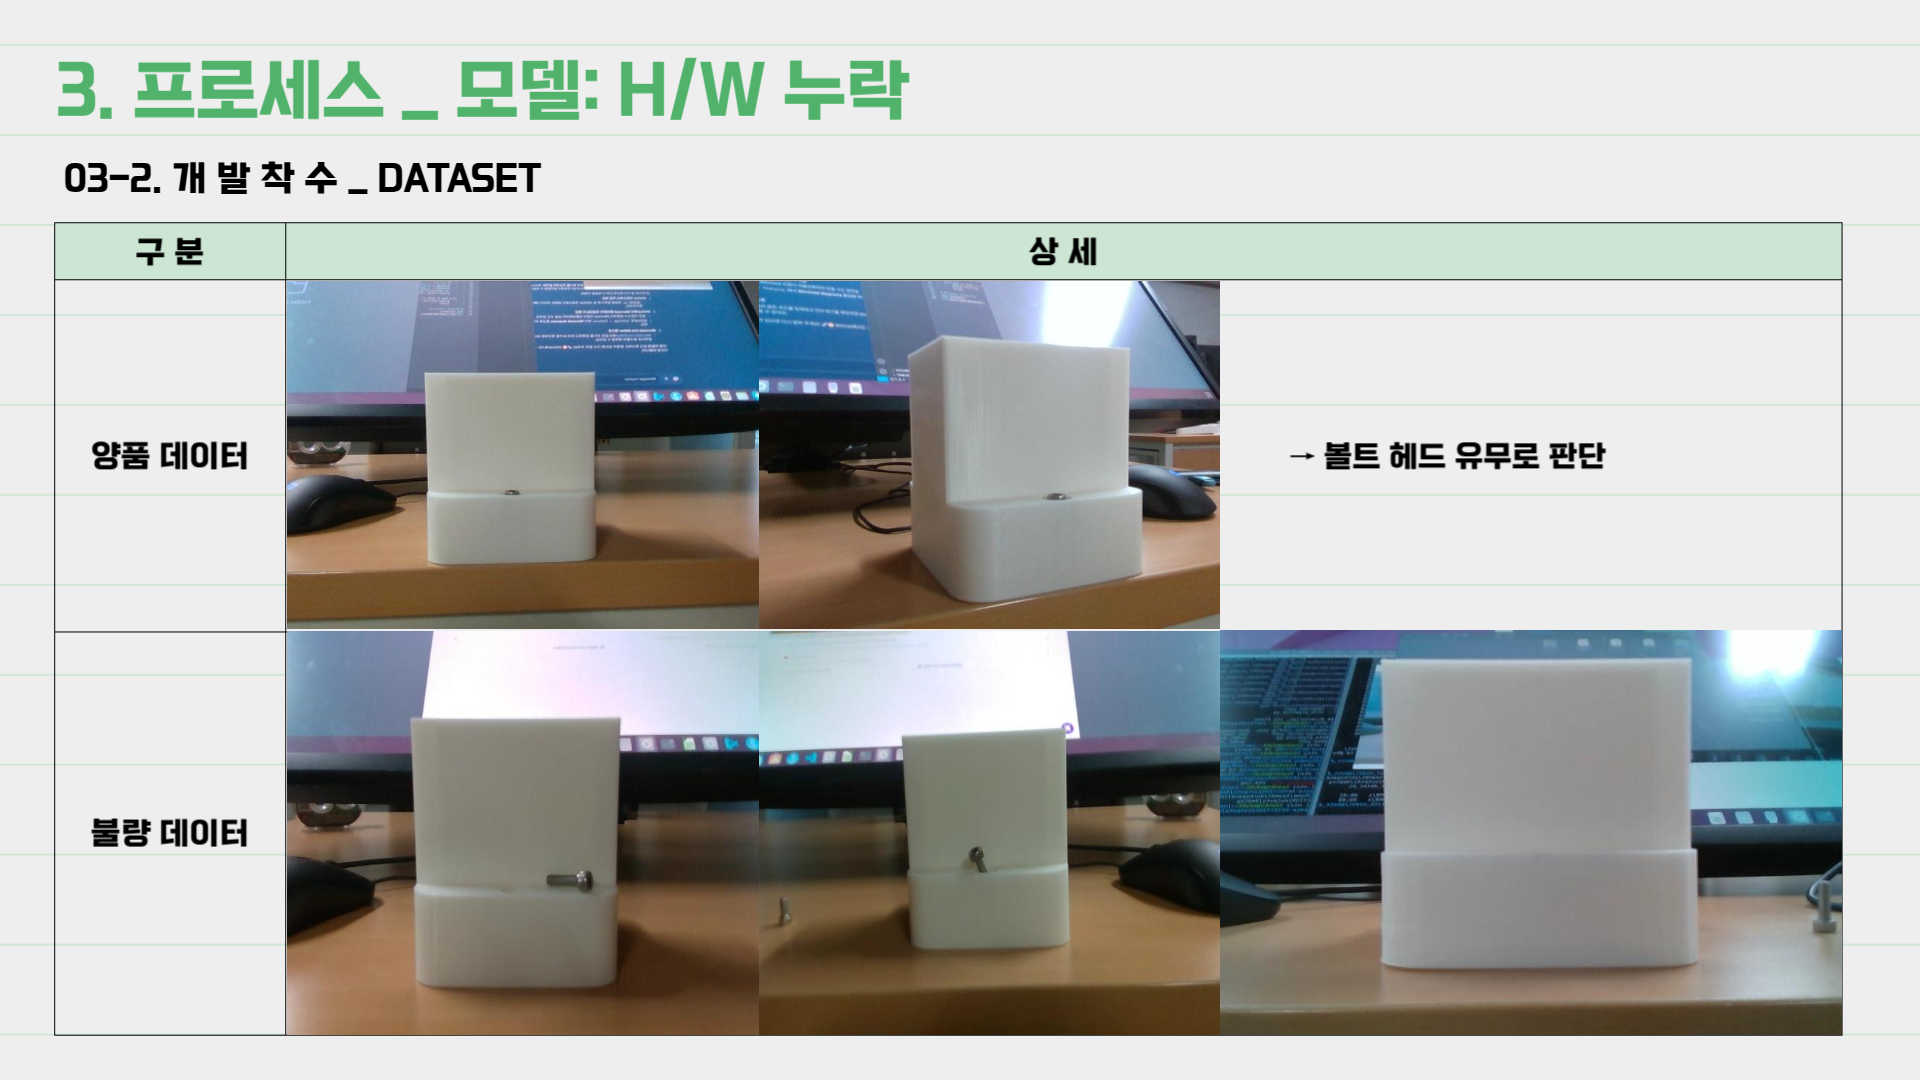 3. 프로세스 _ 모델: H/W 누락
03-2. 개 발 착 수 _ DATASET
구 분
상 세
양품 데이터
→ 볼트 헤드 유무로 판단
불량 데이터